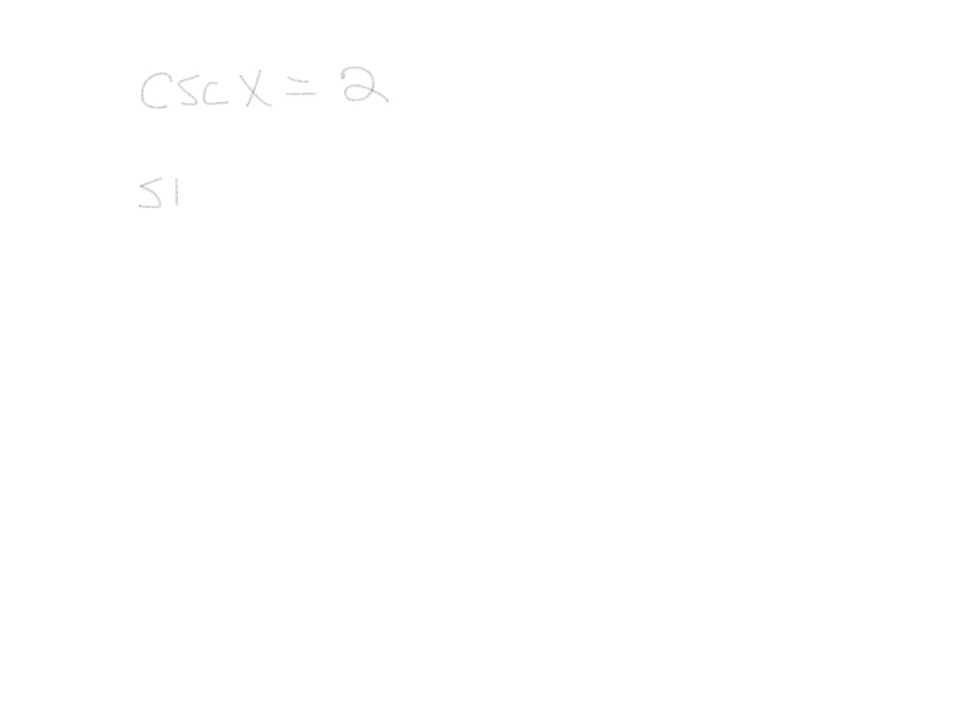 csc x = 2
si